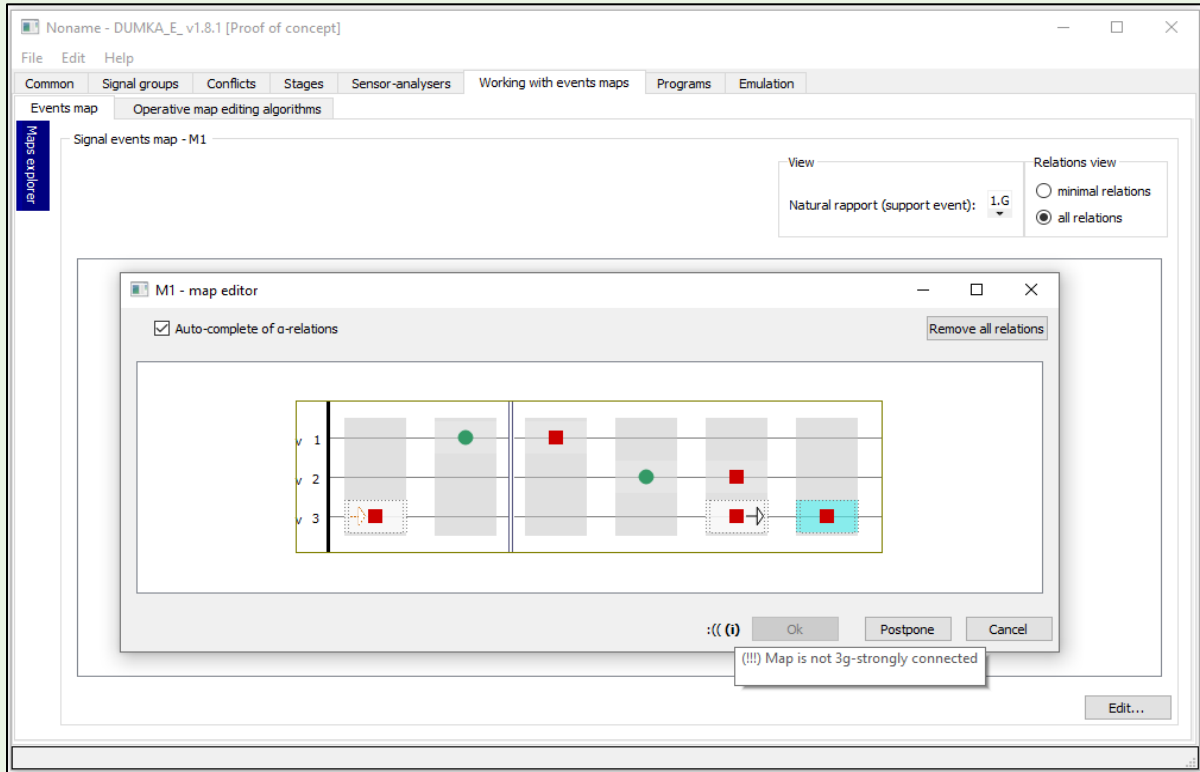 Noname - DUMKA_E_ v1.8.1 [Proof of concept]
File Edit Help
Common Signal groups Conflicts Stages Sensor-analysers Working with events maps Programs Emulation
Events map Operative map editing algorithms
Maps explorer
Signal events map - M1
View
Natural rapport (support event): 1.G
Relations view
minimal relations
all relations
M1 - map editor
Auto-complete of α-relations
Remove all relations
v 1
v 2
v 3
:(( (i) Ok Postpone Cancel
(!!!) Map is not 3g-strongly connected
Edit...